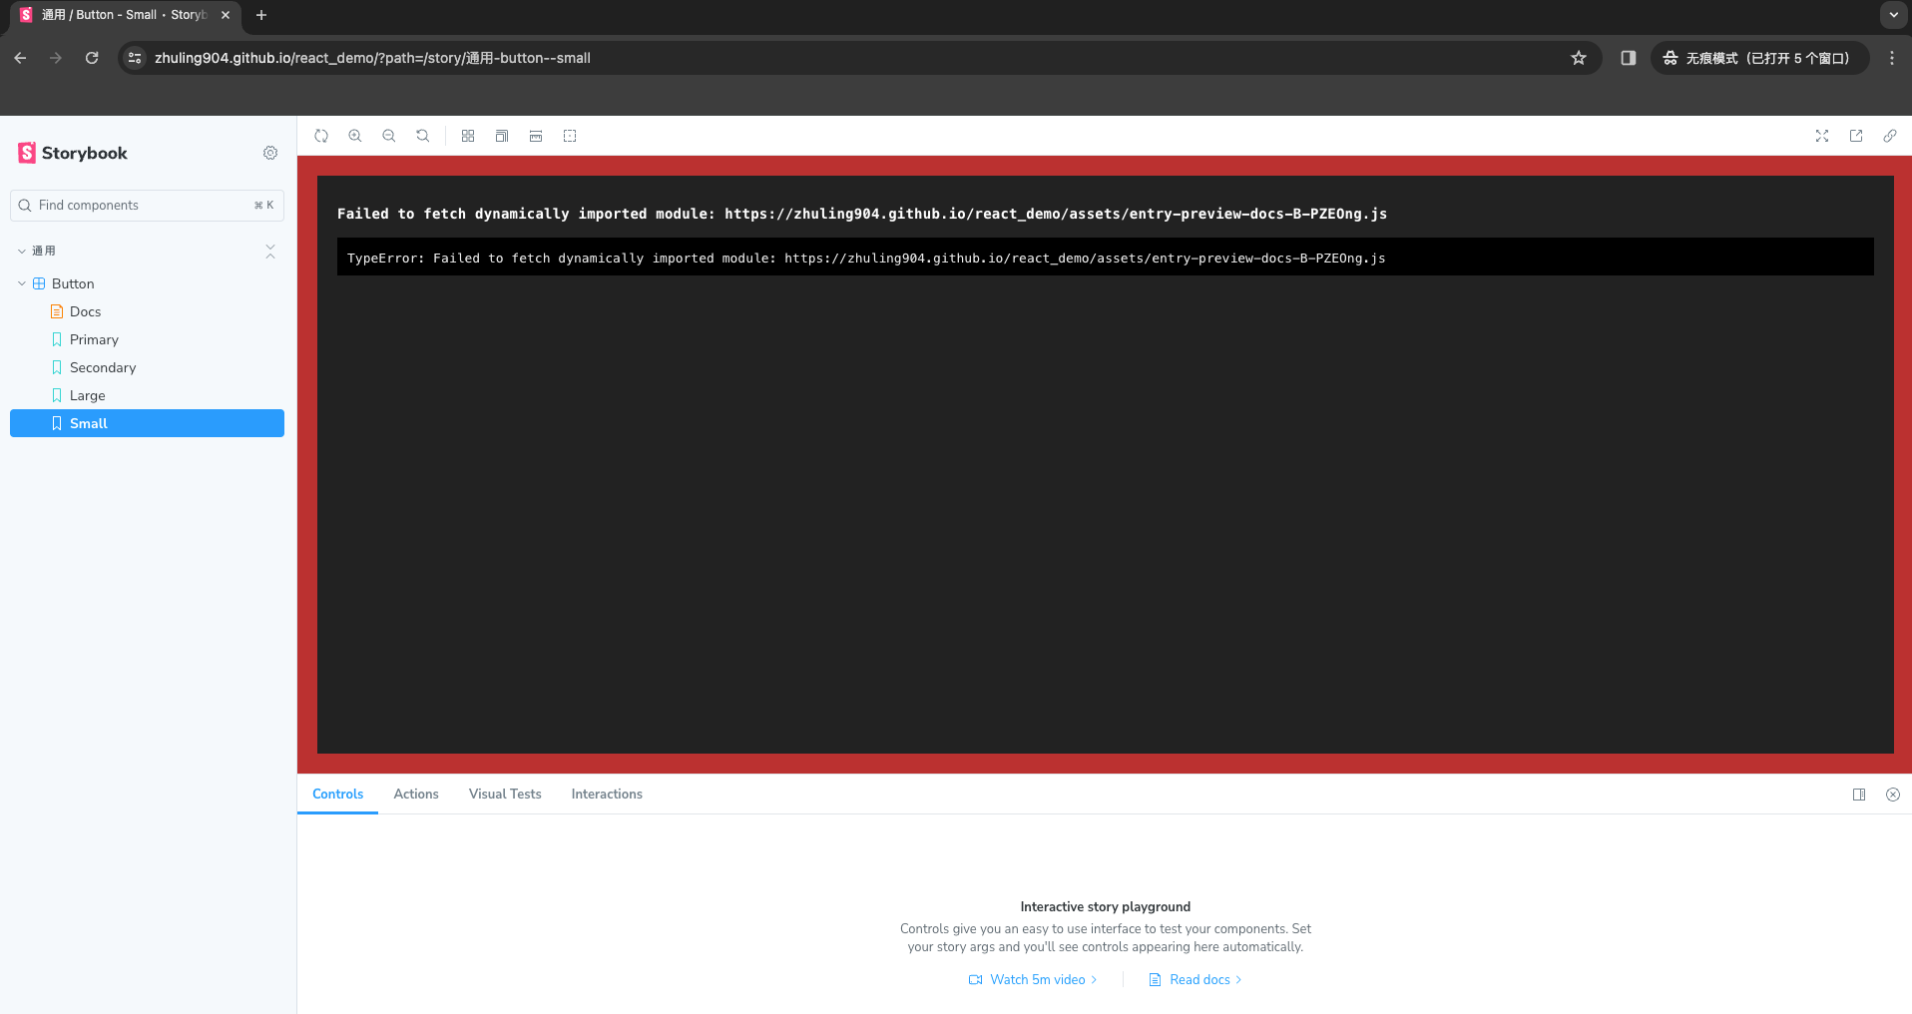 通用 / Button - Small • Storyb
zhuling904.github.io/react_demo/?path=/story/通用-button--small
无痕模式（已打开 5 个窗口）
Storybook
Find components
⌘ K
通用
Button
Docs
Primary
Secondary
Large
Small
Failed to fetch dynamically imported module: https://zhuling904.github.io/react_demo/assets/entry-preview-docs-B-PZEOng.js
TypeError: Failed to fetch dynamically imported module: https://zhuling904.github.io/react_demo/assets/entry-preview-docs-B-PZEOng.js
Controls
Actions
Visual Tests
Interactions
Interactive story playground
Controls give you an easy to use interface to test your components. Set
your story args and you'll see controls appearing here automatically.
Watch 5m video
Read docs